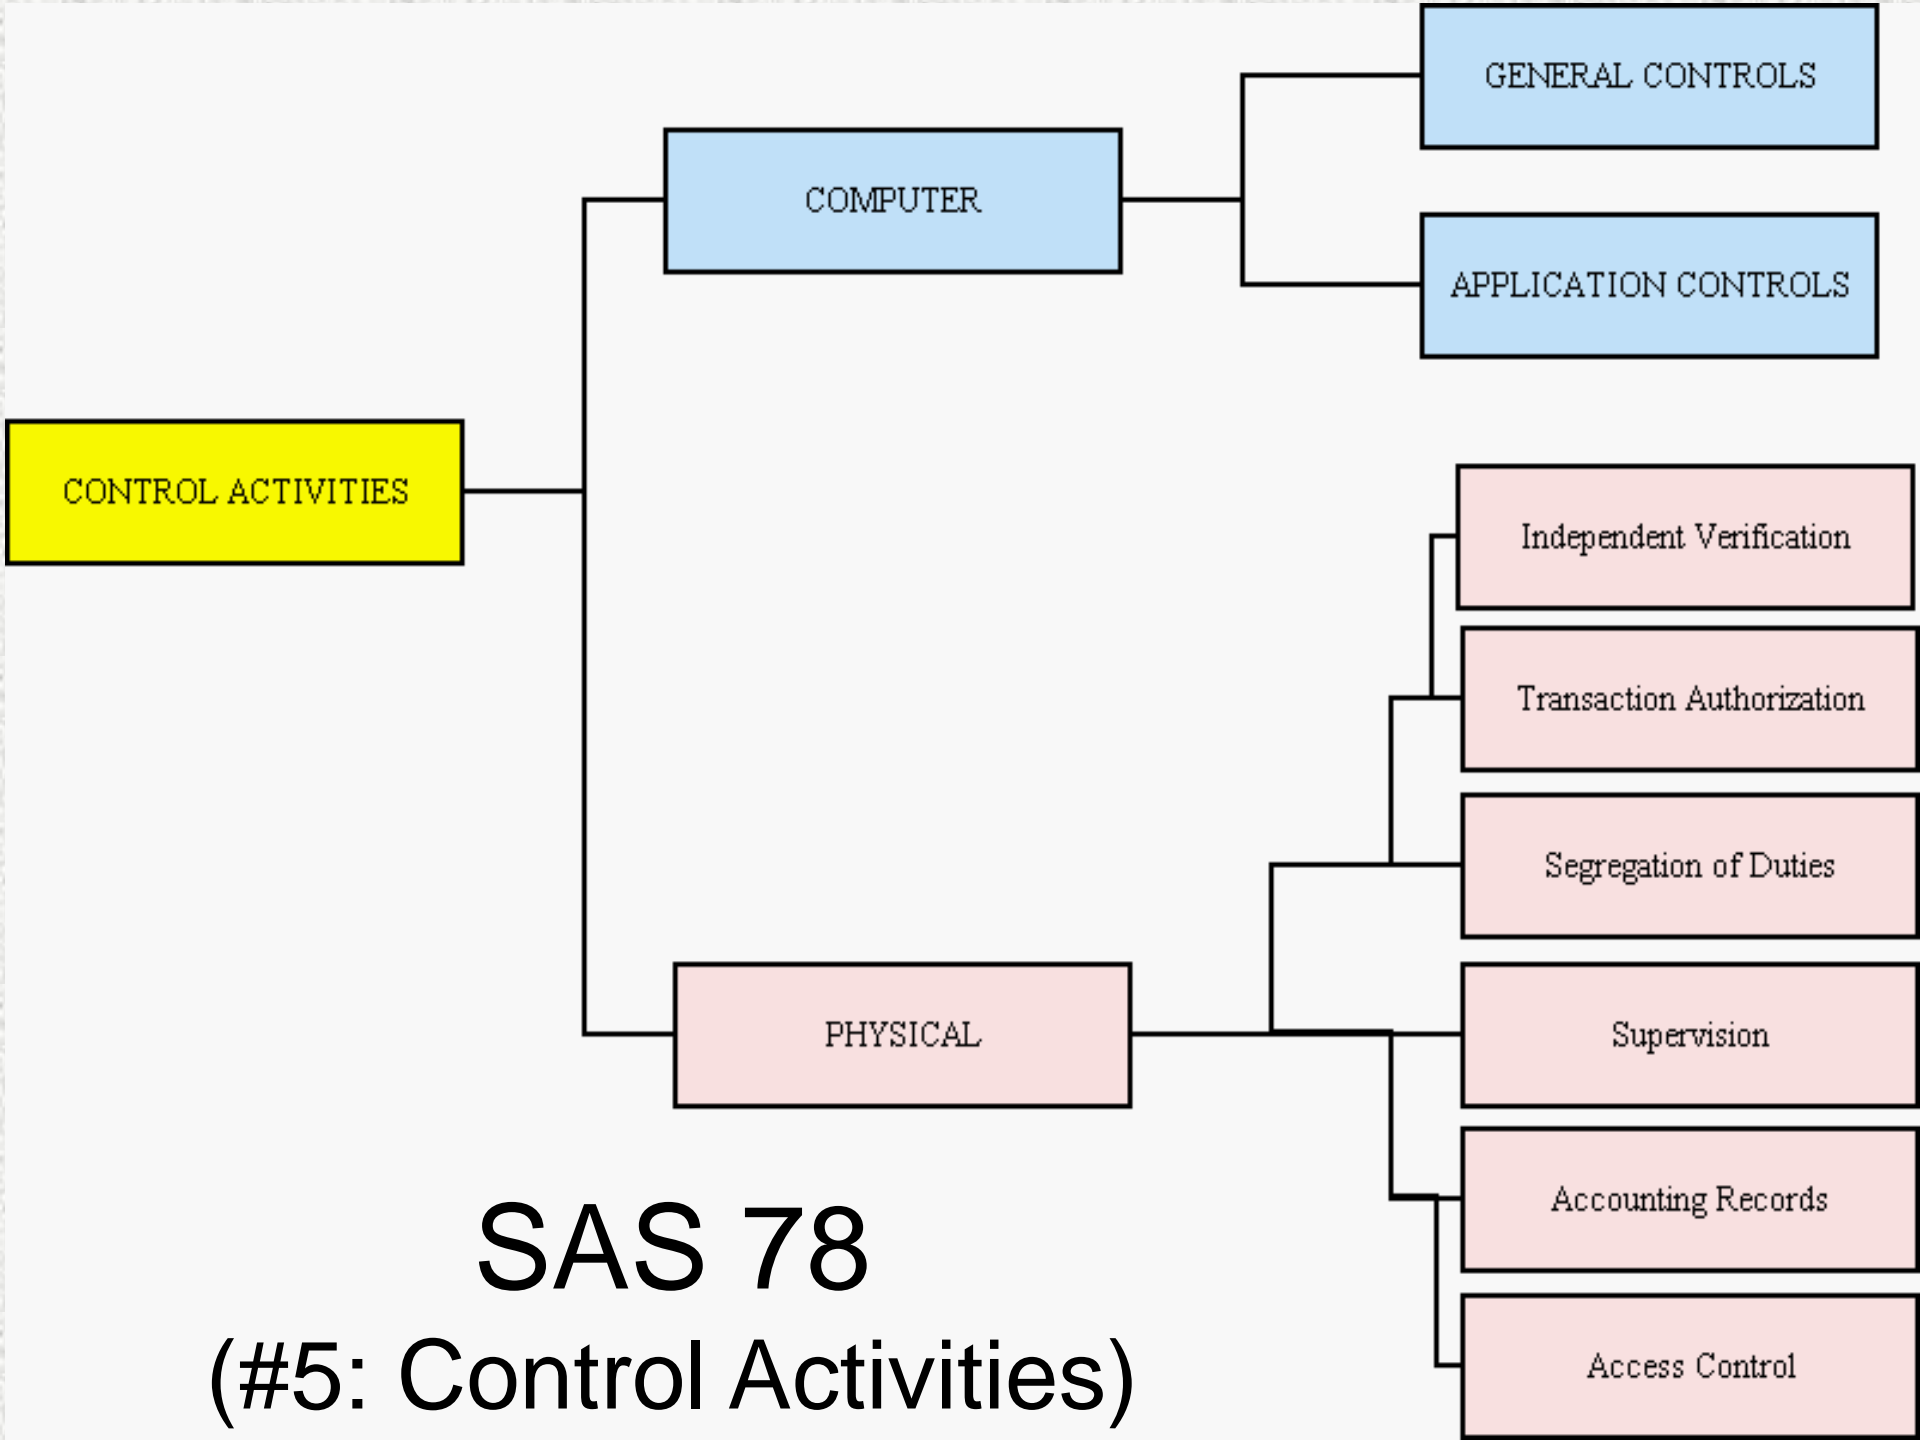 GENERAL CONTROLS
COMPUTER
APPLICATION CONTROLS
CONTROL ACTIVITIES
Independent Verification
Transaction Authorization
Segregation of Duties
PHYSICAL
Supervision
Accounting Records
Access Control
SAS 78
(#5: Control Activities)